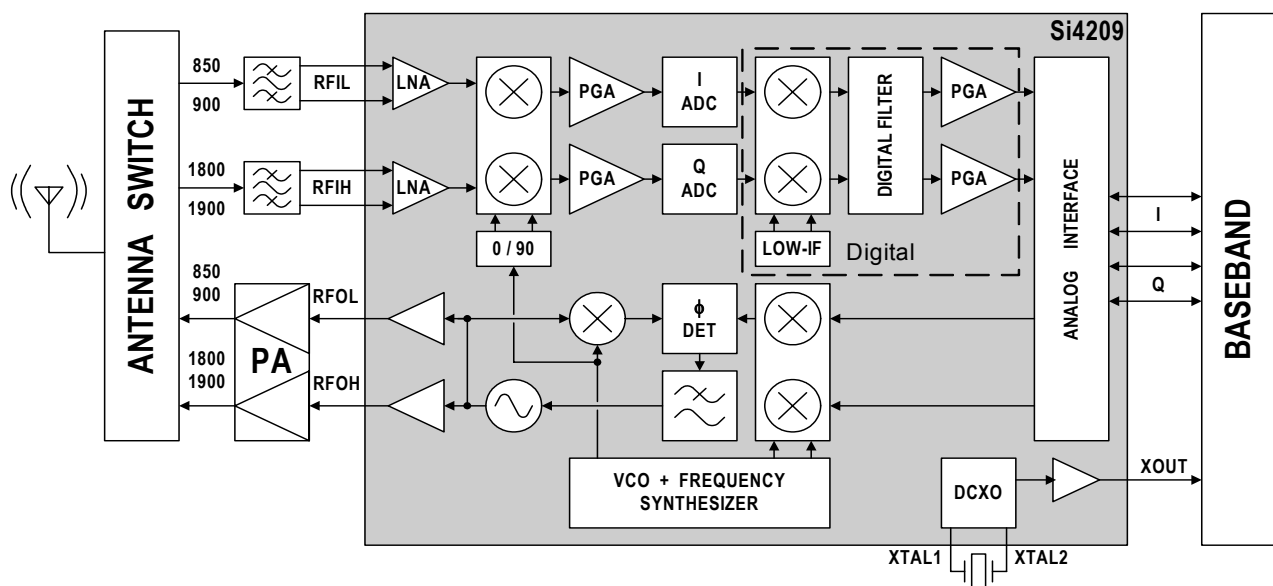 Si4209
ANTENNA SWITCH
850
900
RFIL
LNA
PGA
I
ADC
DIGITAL FILTER
PGA
1800
1900
RFIH
LNA
PGA
Q
ADC
PGA
0 / 90
LOW-IF
Digital
ANALOG INTERFACE
I
Q
BASEBAND
850
900
RFOL
PA
1800
1900
RFOH
ϕ
DET
VCO + FREQUENCY
SYNTHESIZER
DCXO
XOUT
XTAL1
XTAL2